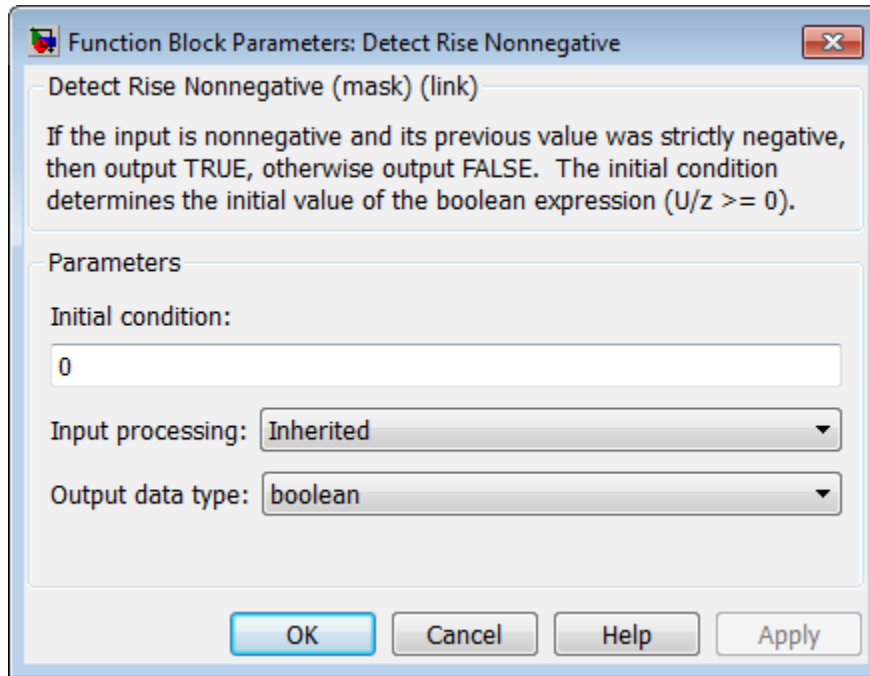 Function Block Parameters: Detect Rise Nonnegative
Detect Rise Nonnegative (mask) (link)
If the input is nonnegative and its previous value was strictly negative,
then output TRUE, otherwise output FALSE.  The initial condition
determines the initial value of the boolean expression (U/z >= 0).
Parameters
Initial condition:
0
Input processing: Inherited
Output data type: boolean
OK Cancel Help Apply